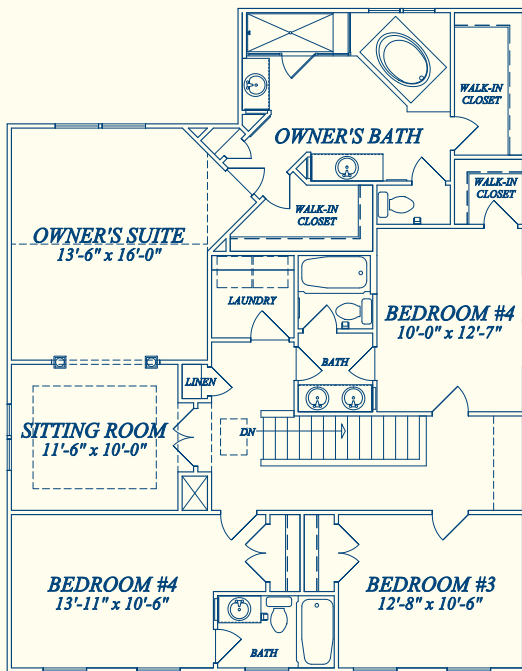 WALK-IN
CLOSET
OWNER'S BATH
WALK-IN
CLOSET
WALK-IN
CLOSET
OWNER'S SUITE
13'-6" x 16'-0"
LAUNDRY
BEDROOM #4
10'-0" x 12'-7"
BATH
LINEN
SITTING ROOM
11'-6" x 10'-0"
DN
BEDROOM #4
13'-11" x 10'-6"
BEDROOM #3
12'-8" x 10'-6"
BATH